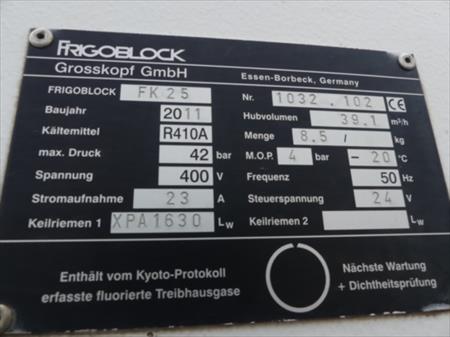 FRIGOBLOCK
Grosskopf GmbH Essen-Borbeck, Germany
FRIGOBLOCK FK25 Nr. 1032.102 CE
Baujahr 2011 Hubvolumen 39.1 m³/h
Kältemittel R410A Menge 8.5/ kg
max. Druck 42 bar M.O.P. 4 bar -20 °C
Spannung 400 V Frequenz 50 Hz
Stromaufnahme 23 A Steuerspannung 24 V
Keilriemen 1 XPA1630 Lw Keilriemen 2 Lw
Enthält vom Kyoto-Protokoll
erfasste fluorierte Treibhausgase
Nächste Wartung
+ Dichtheitsprüfung